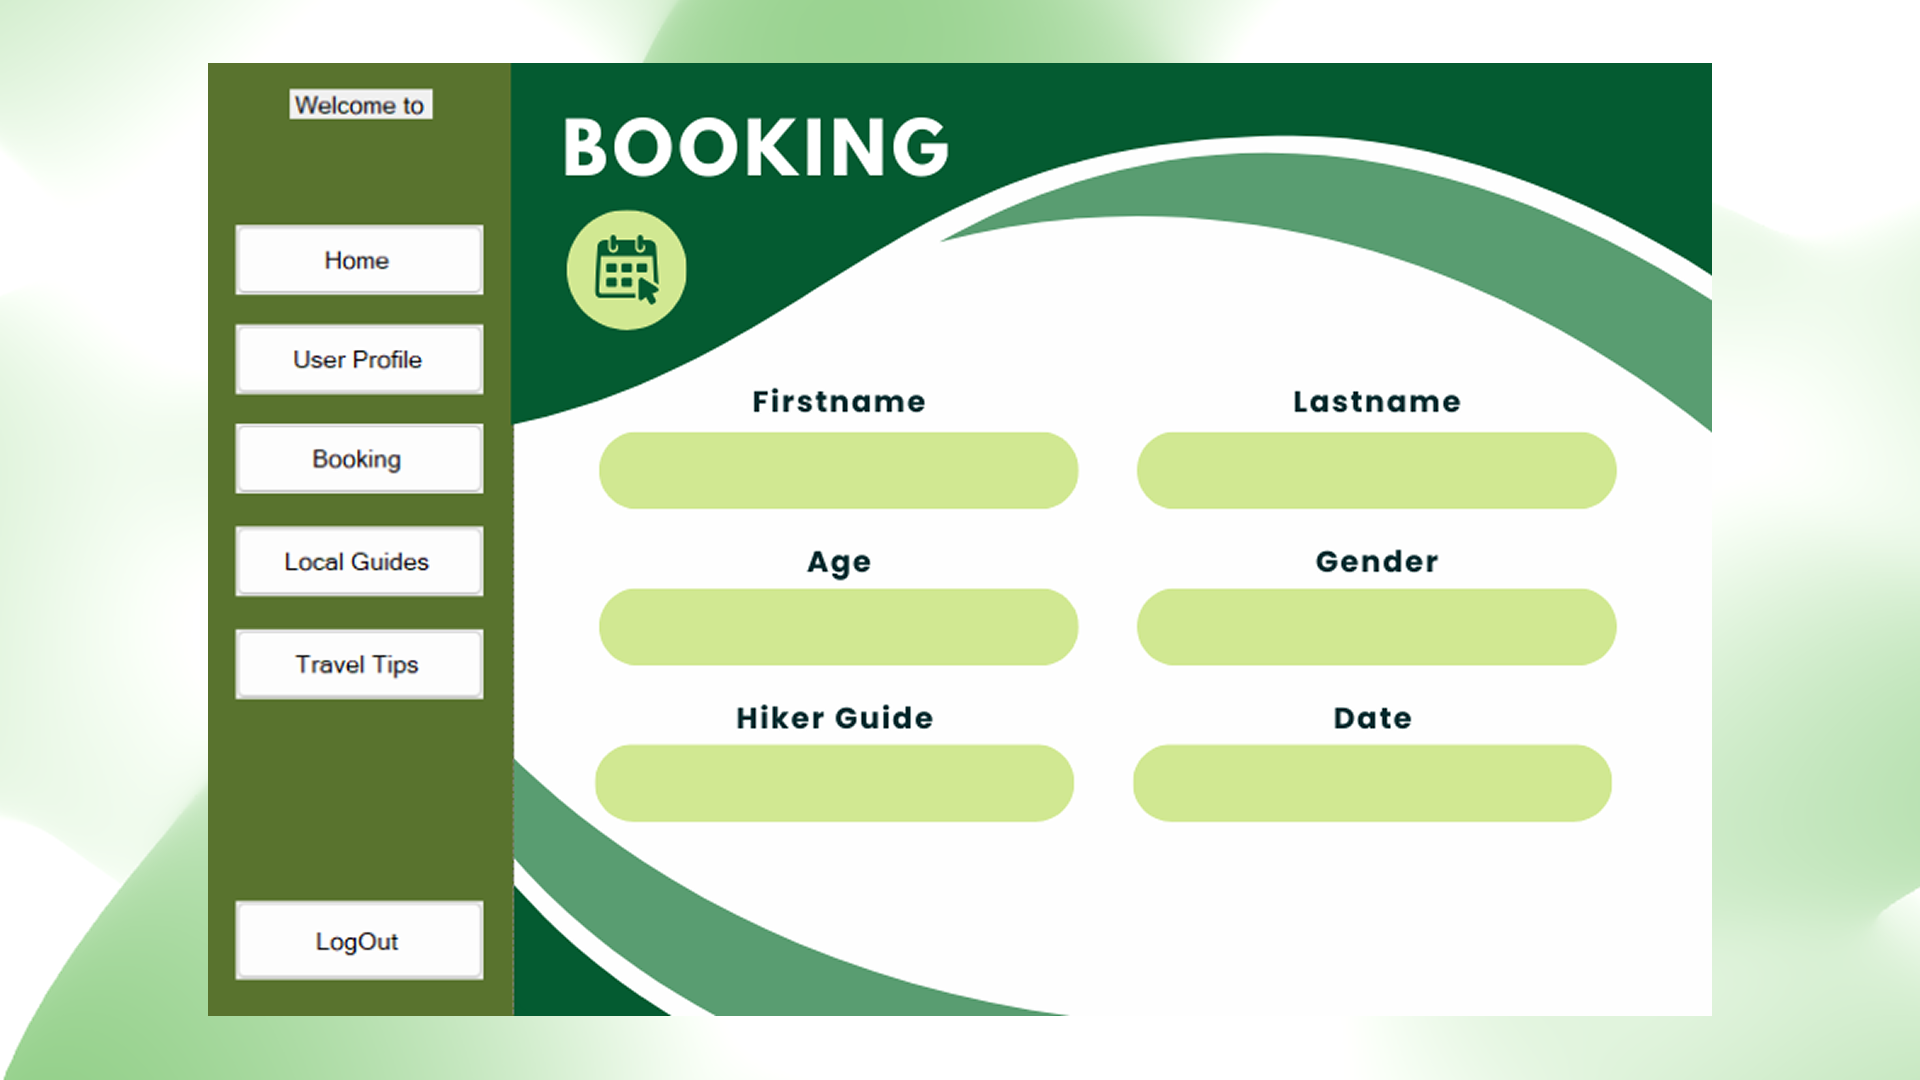 Welcome to
Home
User Profile
Booking
Local Guides
Travel Tips
LogOut
BOOKING
Firstname
Lastname
Age
Gender
Hiker Guide
Date